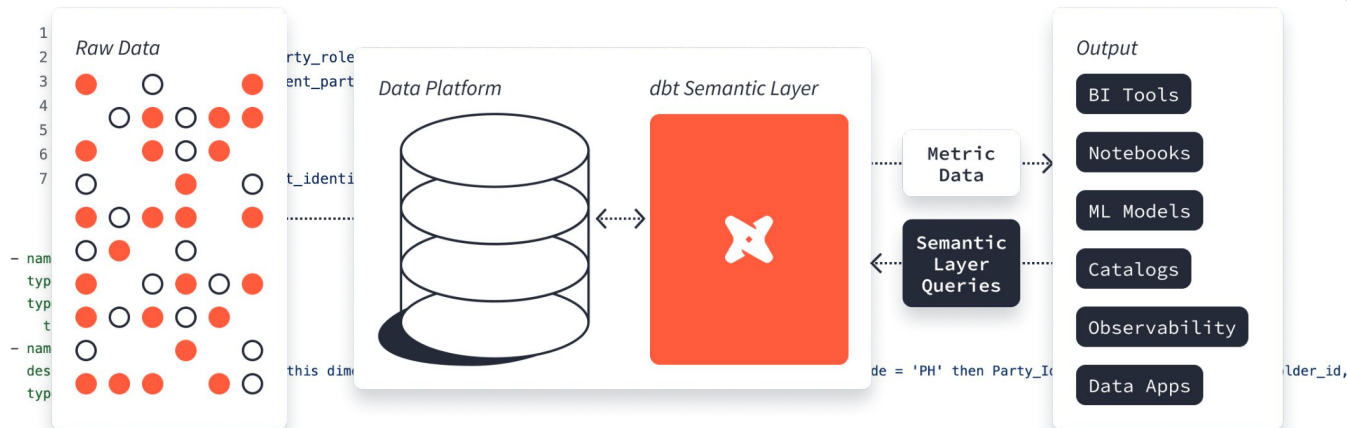 1
2
3
4
5
6
7
Raw Data
Data Platform
dbt Semantic Layer
Metric
Data
Semantic
Layer
Queries
Output
BI Tools
Notebooks
ML Models
Catalogs
Observability
Data Apps
- nam
typ
typ
t
- nam
des
typ
rty_role
ent_part
t_identi
this dime
de = 'PH' then Party_Id
lder_id,